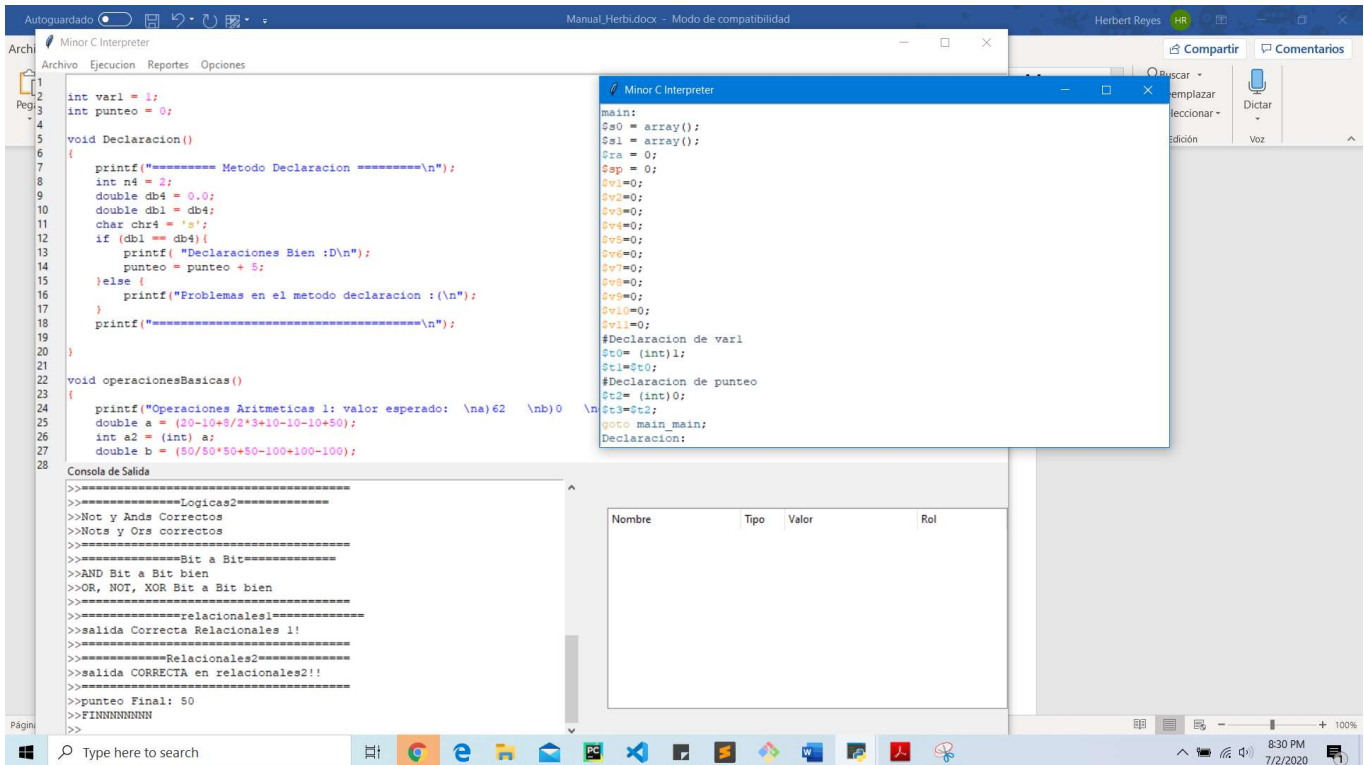 Autoguardado
Manual_Herbi.docx - Modo de compatibilidad
Herbert Reyes
HR
Archi
Compartir
Comentarios
Buscar
Dictar
Voz
Minor C Interpreter
Archivo Ejecucion Reportes Opciones
1
2 int var1 = 1;
3 int punteo = 0;
4
5 void Declaracion()
6 {
7 printf("========= Metodo Declaracion =========\n");
8 int n4 = 2;
9 double db4 = 0.0;
10 double db1 = db4;
11 char chr4 = 's';
12 if (db1 == db4){
13 printf( "Declaraciones Bien :D\n");
14 punteo = punteo + 5;
15 }else {
16 printf("Problemas en el metodo declaracion :(\n");
17 }
18 printf("======================================\n");
19
20 }
21
22 void operacionesBasicas()
23 {
24 printf("Operaciones Aritmeticas 1: valor esperado: \na)62 \nb)0 \n
25 double a = (20-10+8/2*3+10-10-10+50);
26 int a2 = (int) a;
27 double b = (50/50*50+50-100+100-100);
28
Minor C Interpreter
main:
$s0 = array();
$s1 = array();
$ra = 0;
$sp = 0;
$v1=0;
$v2=0;
$v3=0;
$v4=0;
$v5=0;
$v6=0;
$v7=0;
$v8=0;
$v9=0;
$v10=0;
$v11=0;
#Declaracion de var1
$t0= (int)1;
$t1=$t0;
#Declaracion de punteo
$t2= (int)0;
$t3=$t2;
goto main_main;
Declaracion:
Consola de Salida
>>======================================
>>==============Logicas2=============
>>Not y Ands Correctos
>>Nots y Ors correctos
>>======================================
>>==============Bit a Bit=============
>>AND Bit a Bit bien
>>OR, NOT, XOR Bit a Bit bien
>>======================================
>>==============relacionales1=============
>>salida Correcta Relacionales 1!
>>======================================
>>============Relacionales2=============
>>salida CORRECTA en relacionales2!!
>>======================================
>>punteo Final: 50
>>FINNNNNNNN
>>
Nombre Tipo Valor Rol
100%
Type here to search
8:30 PM
7/2/2020